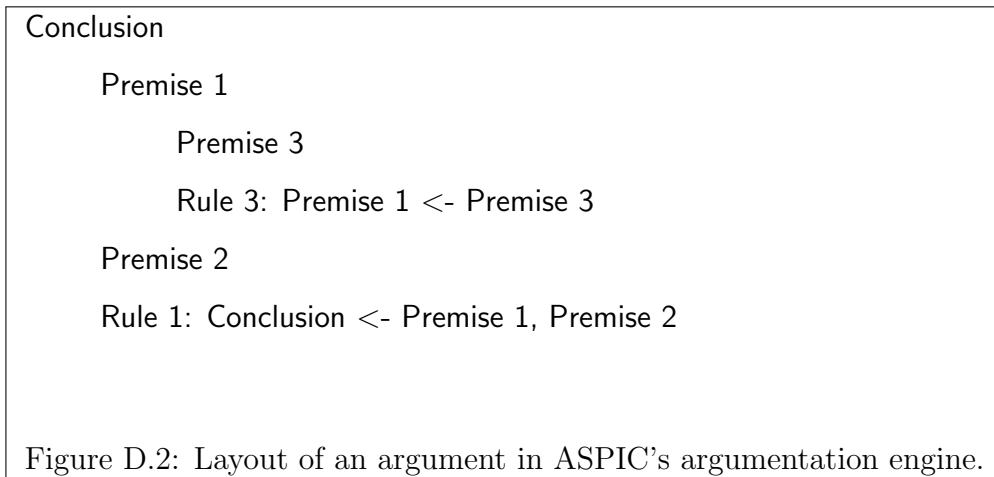 Conclusion
Premise 1
Premise 3
Rule 3: Premise 1 <- Premise 3
Premise 2
Rule 1: Conclusion <- Premise 1, Premise 2
Figure D.2: Layout of an argument in ASPIC's argumentation engine.